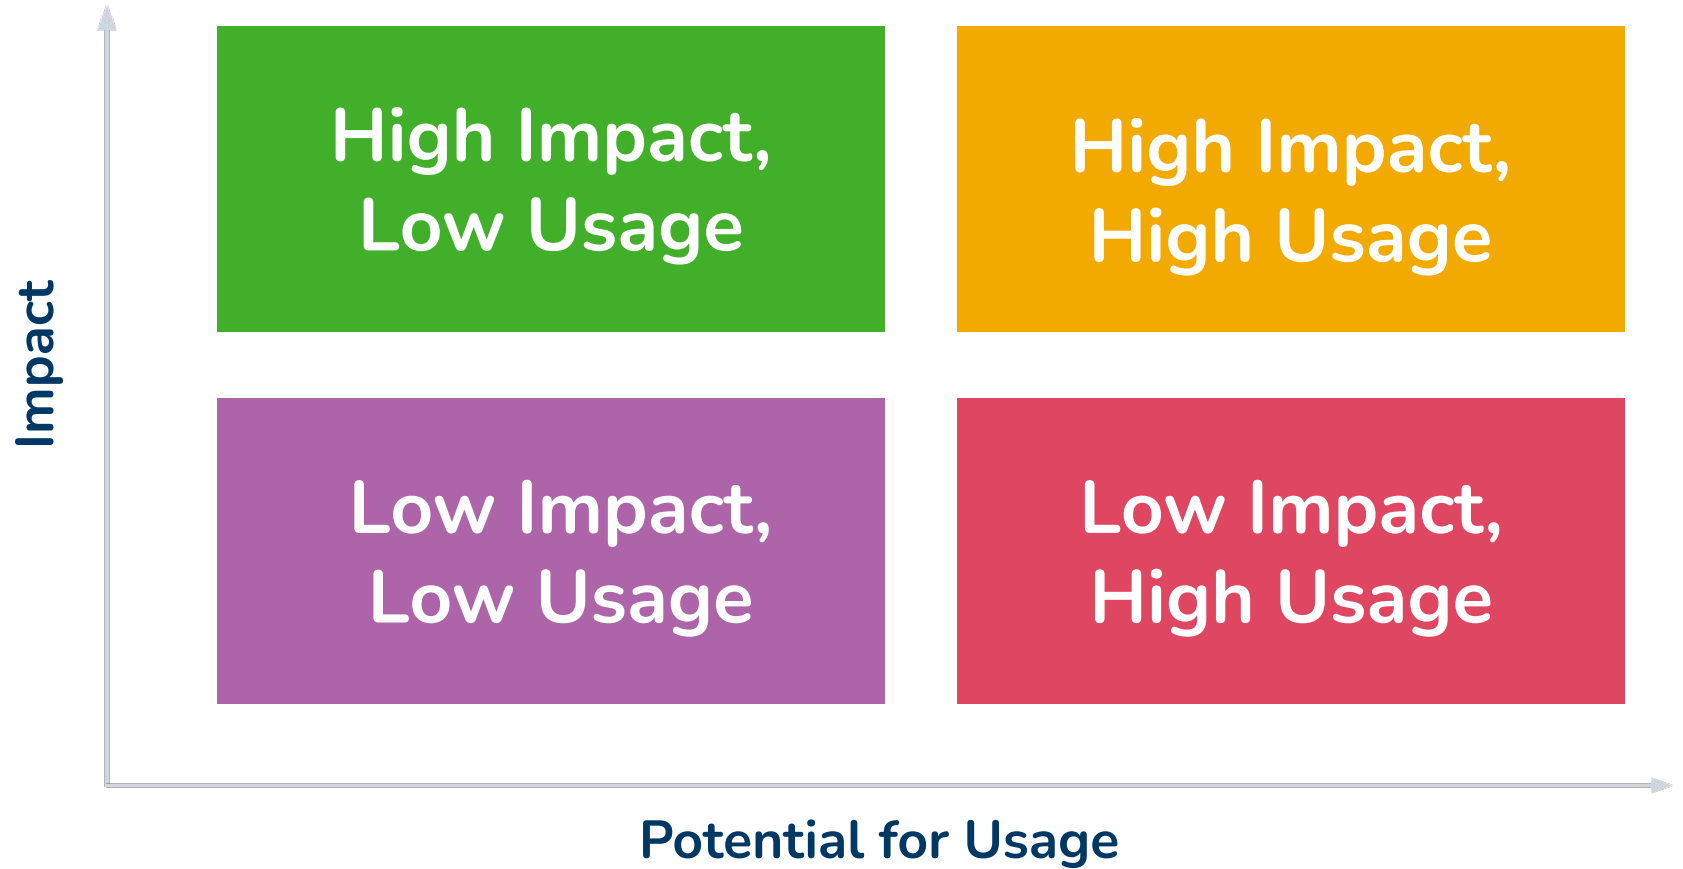 High Impact,
Low Usage
High Impact,
High Usage
Impact
Low Impact,
Low Usage
Low Impact,
High Usage
Potential for Usage